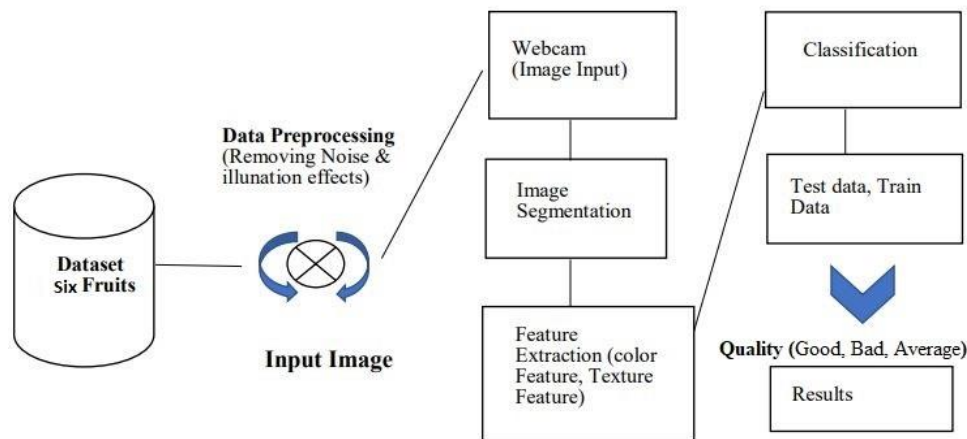 Dataset
Six Fruits
Data Preprocessing
(Removing Noise &
illunation effects)
Input Image
Webcam
(Image Input)
Image
Segmentation
Feature
Extraction (color
Feature, Texture
Feature)
Classification
Test data, Train
Data
Quality (Good, Bad, Average)
Results